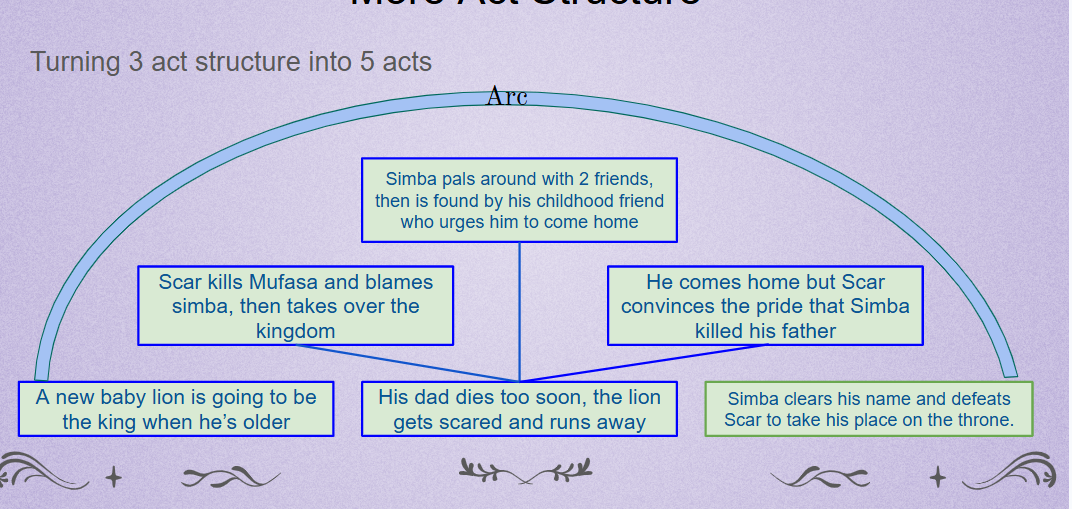 More Act Structure
Turning 3 act structure into 5 acts
Arc
Simba pals around with 2 friends,
then is found by his childhood friend
who urges him to come home
Scar kills Mufasa and blames
simba, then takes over the
kingdom
He comes home but Scar
convinces the pride that Simba
killed his father
A new baby lion is going to be
the king when he’s older
His dad dies too soon, the lion
gets scared and runs away
Simba clears his name and defeats
Scar to take his place on the throne.